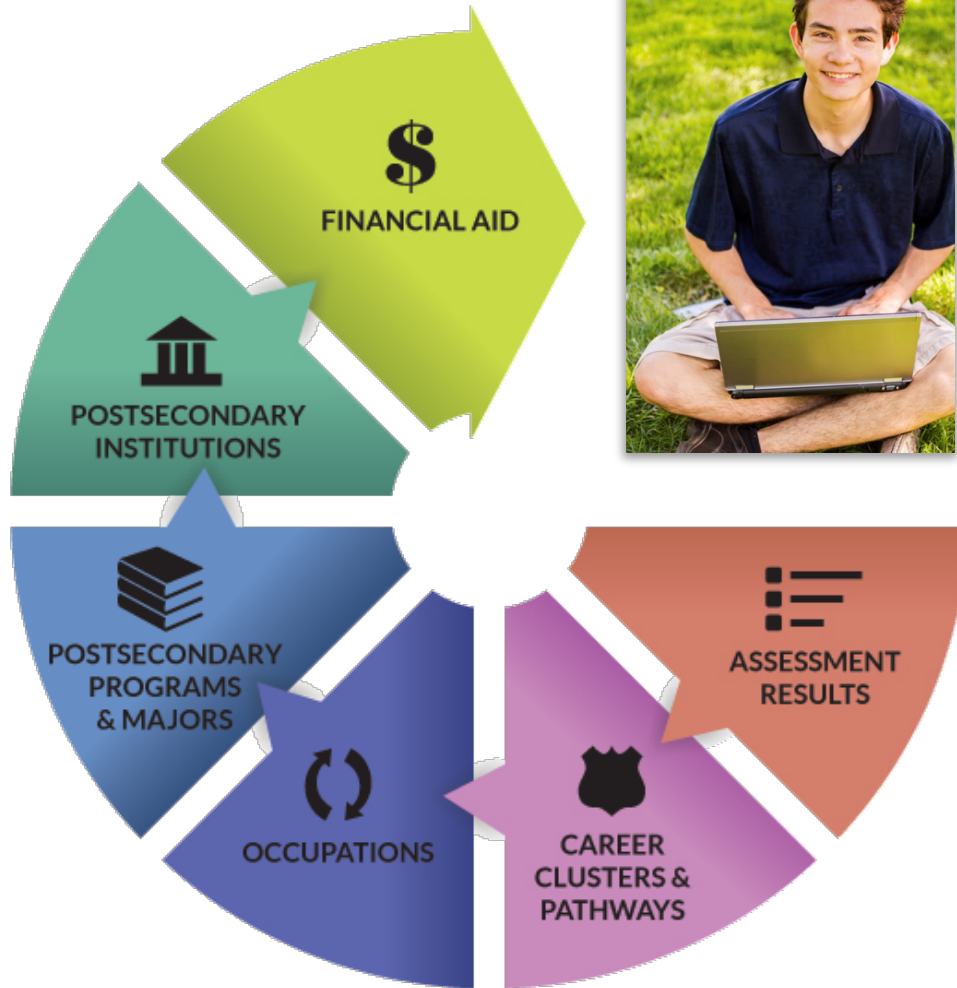 $
FINANCIAL AID
POSTSECONDARY
INSTITUTIONS
POSTSECONDARY
PROGRAMS
& MAJORS
OCCUPATIONS
CAREER
CLUSTERS &
PATHWAYS
ASSESSMENT
RESULTS